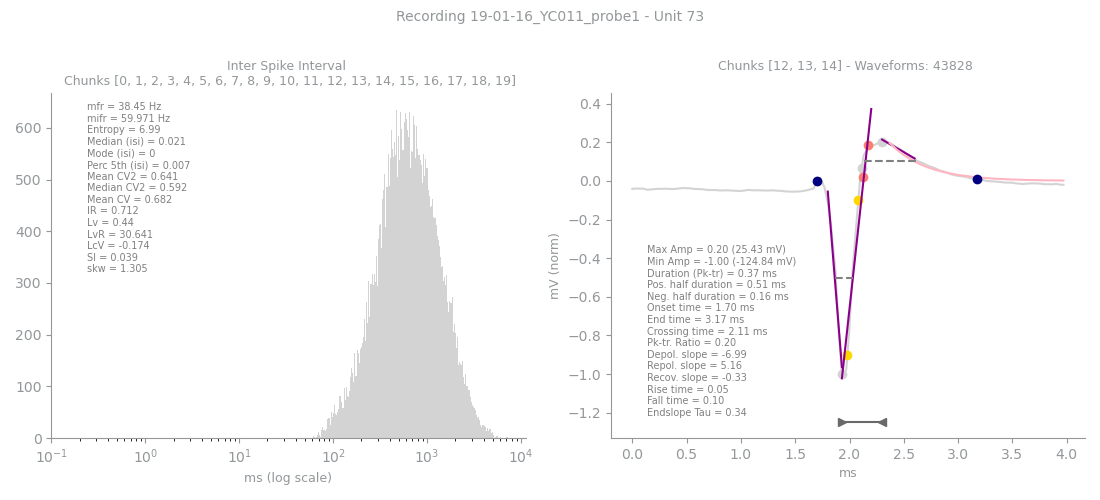 Recording 19-01-16_YC011_probe1 - Unit 73
Inter Spike Interval
Chunks [0, 1, 2, 3, 4, 5, 6, 7, 8, 9, 10, 11, 12, 13, 14, 15, 16, 17, 18, 19]
mfr = 38.45 Hz
mifr = 59.971 Hz
Entropy = 6.99
Median (isi) = 0.021
Mode (isi) = 0
Perc 5th (isi) = 0.007
Mean CV2 = 0.641
Median CV2 = 0.592
Mean CV = 0.682
IR = 0.712
Lv = 0.44
LvR = 30.641
LcV = -0.174
SI = 0.039
skw = 1.305
600
500
400
300
200
100
0
10⁻¹ 10⁰ 10¹ 10² 10³ 10⁴
ms (log scale)
Chunks [12, 13, 14] - Waveforms: 43828
mV (norm)
0.4
0.2
0.0
−0.2
−0.4
−0.6
−0.8
−1.0
−1.2
Max Amp = 0.20 (25.43 mV)
Min Amp = -1.00 (-124.84 mV)
Duration (Pk-tr) = 0.37 ms
Pos. half duration = 0.51 ms
Neg. half duration = 0.16 ms
Onset time = 1.70 ms
End time = 3.17 ms
Crossing time = 2.11 ms
Pk-tr. Ratio = 0.20
Depol. slope = -6.99
Repol. slope = 5.16
Recov. slope = -0.33
Rise time = 0.05
Fall time = 0.10
Endslope Tau = 0.34
0.0 0.5 1.0 1.5 2.0 2.5 3.0 3.5 4.0
ms